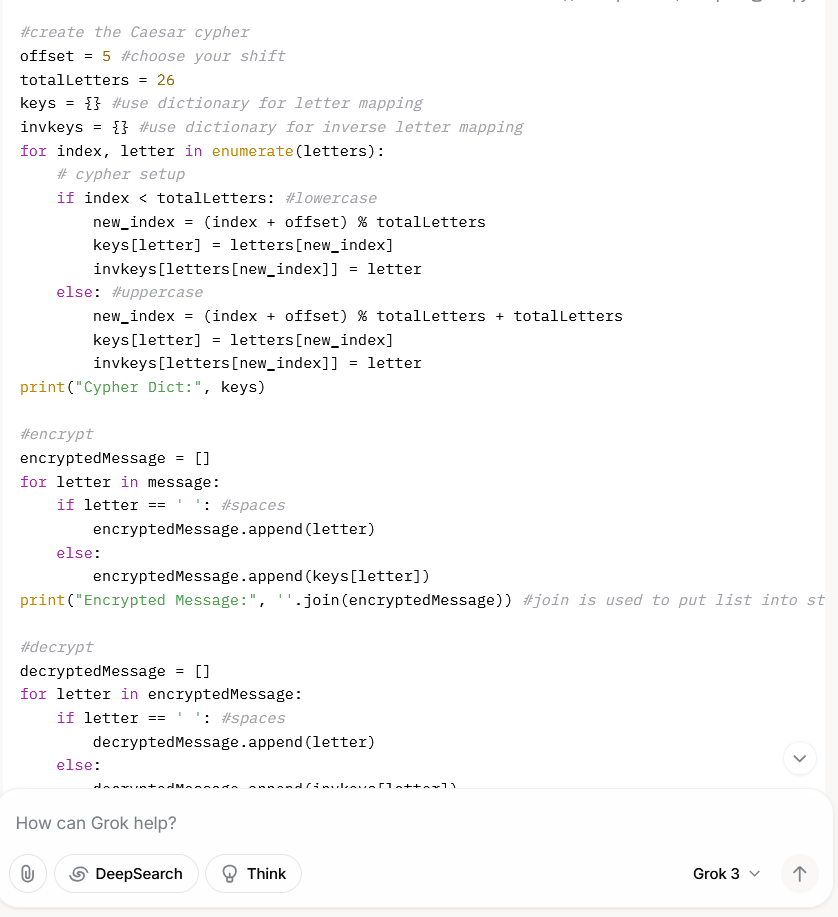 #create the Caesar cypher
offset = 5 #choose your shift
totalLetters = 26
keys = {} #use dictionary for letter mapping
invkeys = {} #use dictionary for inverse letter mapping
for index, letter in enumerate(letters):
    # cypher setup
    if index < totalLetters: #lowercase
        new_index = (index + offset) % totalLetters
        keys[letter] = letters[new_index]
        invkeys[letters[new_index]] = letter
    else: #uppercase
        new_index = (index + offset) % totalLetters + totalLetters
        keys[letter] = letters[new_index]
        invkeys[letters[new_index]] = letter
print("Cypher Dict:", keys)

#encrypt
encryptedMessage = []
for letter in message:
    if letter == ' ': #spaces
        encryptedMessage.append(letter)
    else:
        encryptedMessage.append(keys[letter])
print("Encrypted Message:", ''.join(encryptedMessage)) #join is used to put list into st

#decrypt
decryptedMessage = []
for letter in encryptedMessage:
    if letter == ' ': #spaces
        decryptedMessage.append(letter)
    else:
        decryptedMessage.append(invkeys[letter])
How can Grok help?
DeepSearch
Think
Grok 3